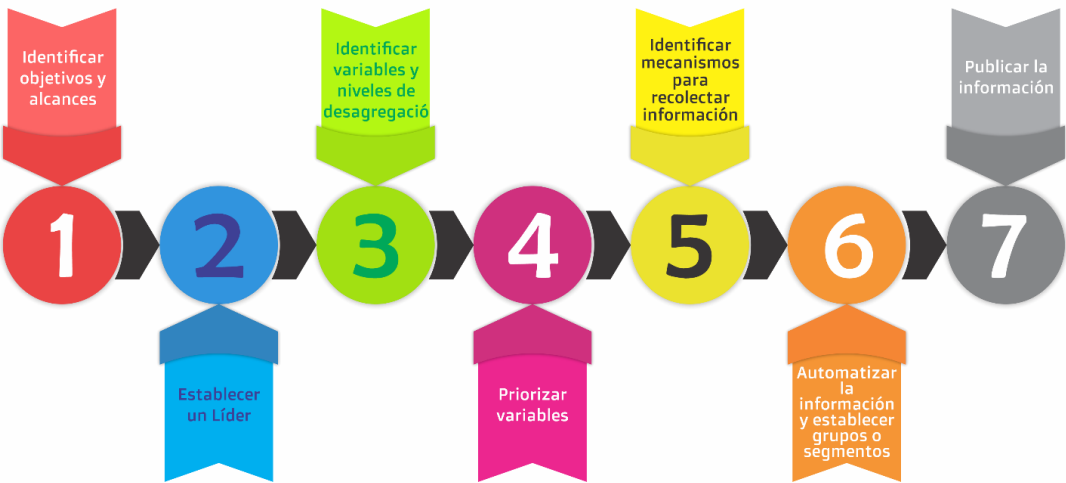 Identificar
objetivos y
alcances
Identificar
variables y
niveles de
desagregació
Identificar
mecanismos
para
recolectar
información
Publicar la
información
1
2
3
4
5
6
7
Establecer
un Líder
Priorizar
variables
Automatizar
la
información
y establecer
grupos o
segmentos